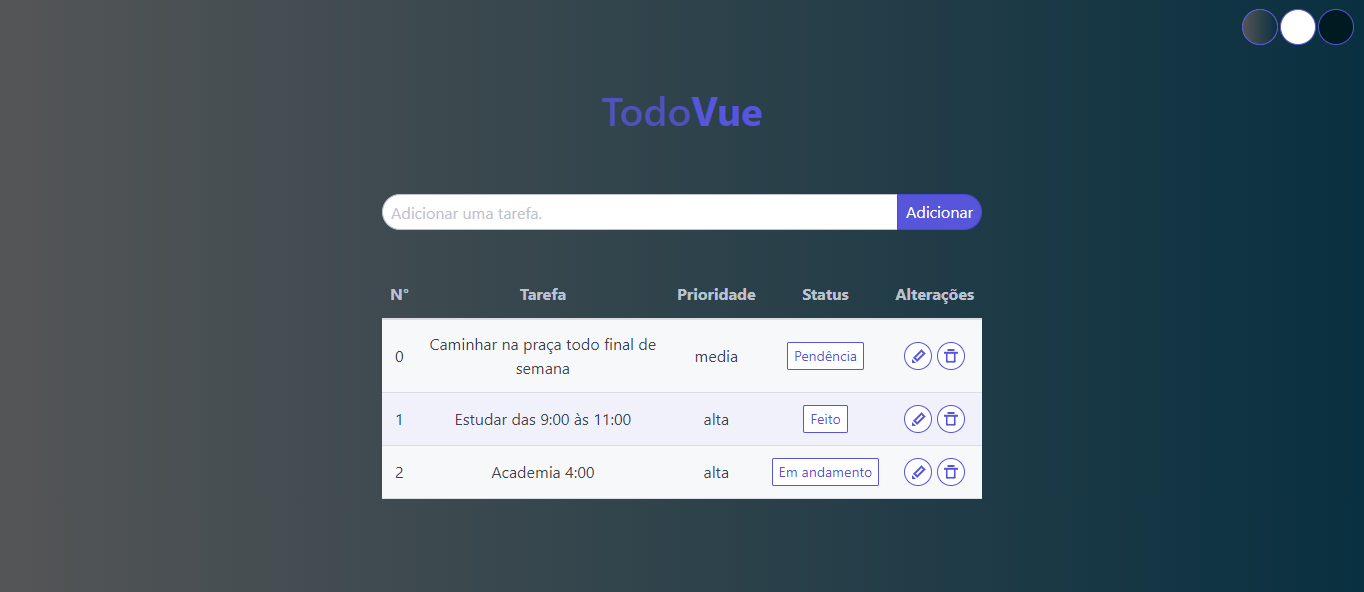 TodoVue
Adicionar uma tarefa. Adicionar
N° Tarefa Prioridade Status Alterações
0 Caminhar na praça todo final de semana media Pendência
1 Estudar das 9:00 às 11:00 alta Feito
2 Academia 4:00 alta Em andamento